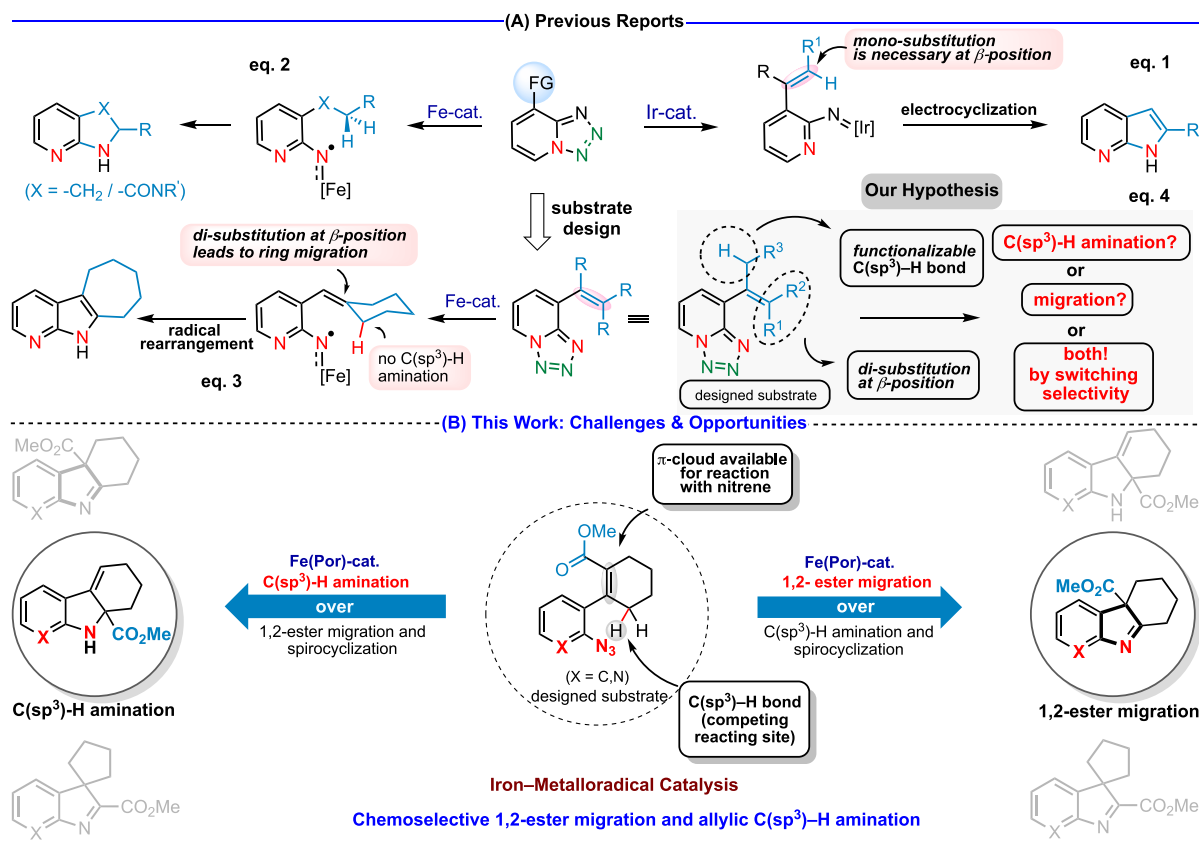 (A) Previous Reports
eq. 2
X
R
N
N
H
(X = -CH2 / -CONR')
X
R
H
H
N
N•
[Fe]
Fe-cat.
FG
N
N
N
N
Ir-cat.
R1
R
H
mono-substitution
is necessary at β-position
N
[Ir]
N
electrocyclization
eq. 1
R
N
N
H
substrate
design
Our Hypothesis
eq. 4
di-substitution at β-position
leads to ring migration
N
N
H
radical
rearrangement
eq. 3
N
N•
H
[Fe]
no C(sp3)-H
amination
Fe-cat.
R
R
R
N
N
N=N
H
R3
R2
R1
N
N
N=N
designed substrate
functionalizable
C(sp3)–H bond
di-substitution
at β-position
C(sp3)-H amination?
or
migration?
or
both!
by switching
selectivity
(B) This Work: Challenges & Opportunities
MeO2C
X
N
Fe(Por)-cat.
C(sp3)-H amination
over
1,2-ester migration and
spirocyclization
X
N
H
CO2Me
C(sp3)-H amination
X
N
CO2Me
π-cloud available
for reaction
with nitrene
OMe
O
H
H
X
N3
(X = C,N)
designed substrate
C(sp3)–H bond
(competing
reacting site)
Fe(Por)-cat.
1,2- ester migration
over
C(sp3)-H amination and
spirocyclization
X
N
H
CO2Me
MeO2C
X
N
1,2-ester migration
X
N
CO2Me
Iron–Metalloradical Catalysis
Chemoselective 1,2-ester migration and allylic C(sp3)–H amination